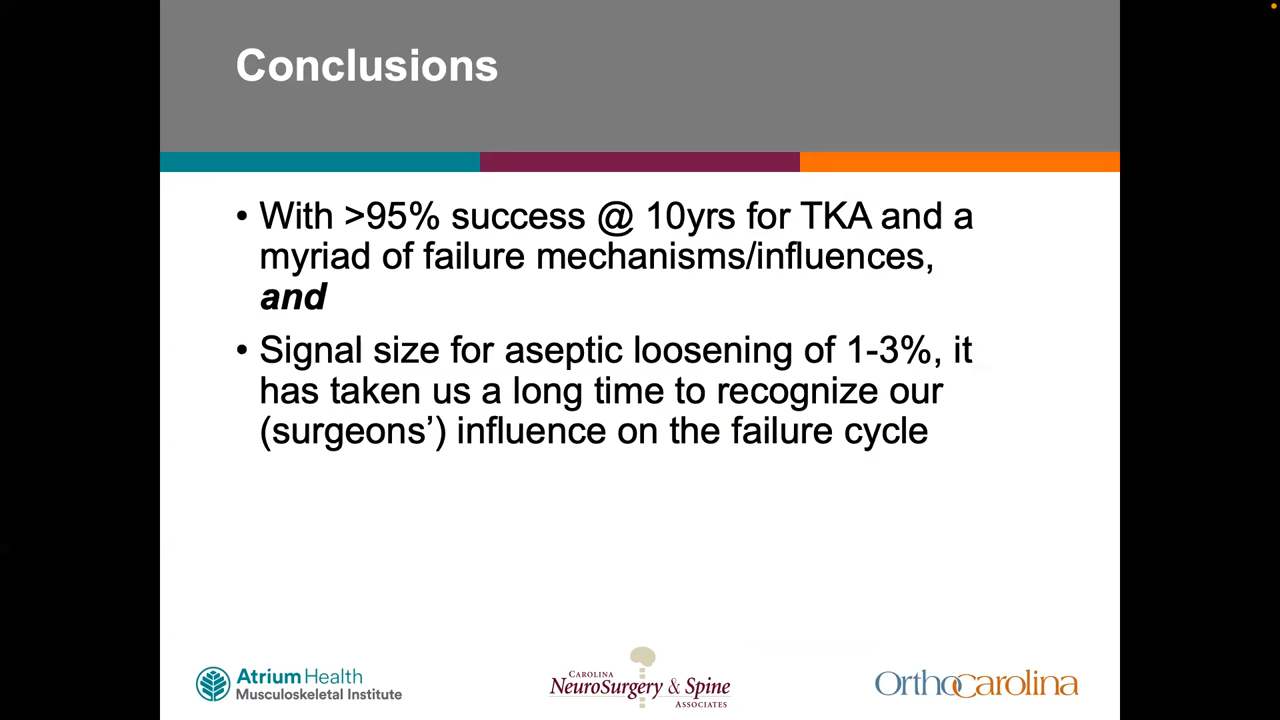 Conclusions
• With >95% success @ 10yrs for TKA and a
myriad of failure mechanisms/influences,
and
• Signal size for aseptic loosening of 1-3%, it
has taken us a long time to recognize our
(surgeons’) influence on the failure cycle
Atrium Health
Musculoskeletal Institute
CAROLINA
NEUROSURGERY & SPINE
ASSOCIATES
OrthoCarolina